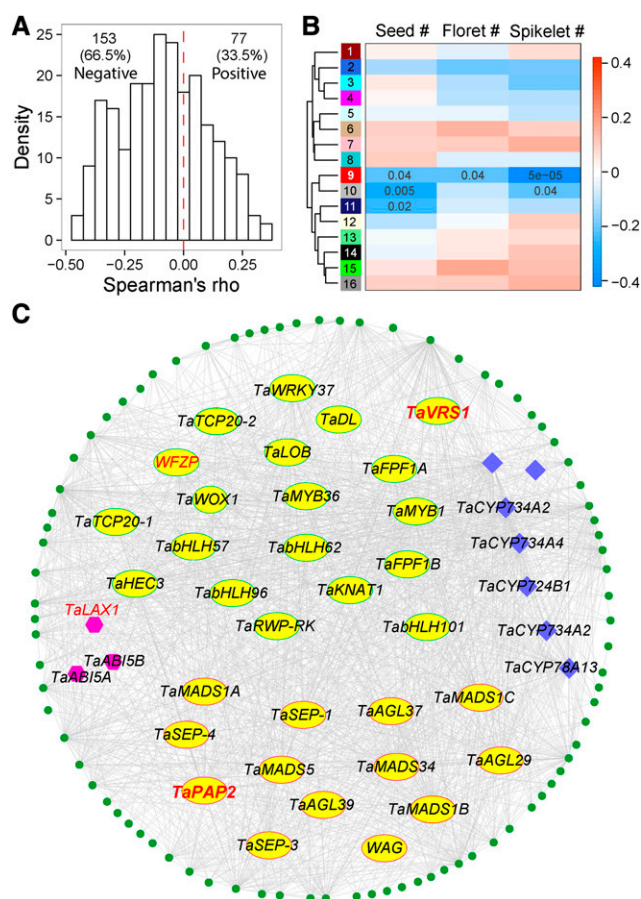 A
153
(66.5%)
Negative
77
(33.5%)
Positive
Density
25
20
15
10
5
0
−0.50
−0.25
0.00
0.25
Spearman's rho
B
Seed # Floret # Spikelet #
1
2
3
4
5
6
7
8
9 0.04 0.04 5e−05
10 0.005 0.04
11 0.02
12
13
14
15
16
0.4
0.2
0
−0.2
−0.4
C
TaWRKY37
TaTCP20-2
TaDL
TaVRS1
WFZP
TaLOB
TaFPF1A
TaWOX1
TaMYB36
TaMYB1
TaCYP734A2
TaTCP20-1
TabHLH57
TabHLH62
TaCYP734A4
TaFPF1B
TaHEC3
TabHLH96
TaKNAT1
TaCYP724B1
TaLAX1
TaRWP-RK
TabHLH101
TaCYP734A2
TaABI5B
TaABI5A
TaCYP78A13
TaMADS1A
TaSEP-1
TaAGL37
TaMADS1C
TaSEP-4
TaMADS5
TaMADS34
TaAGL29
TaPAP2
TaAGL39
TaMADS1B
TaSEP-3
WAG